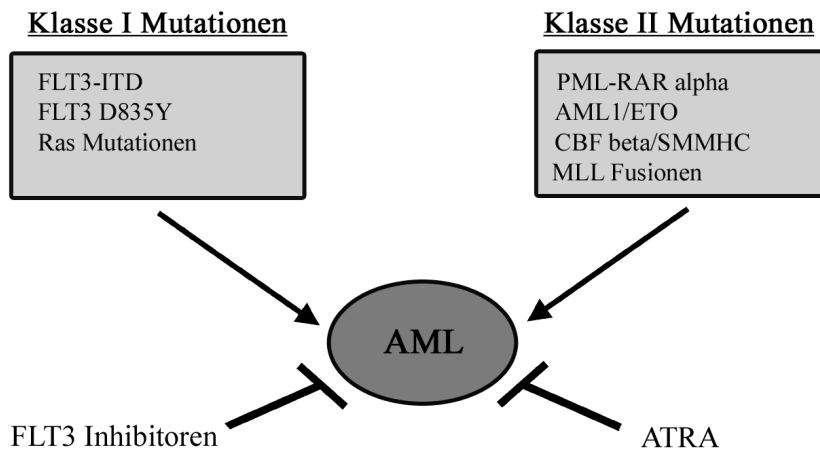 Klasse I Mutationen
FLT3-ITD
FLT3 D835Y
Ras Mutationen
Klasse II Mutationen
PML-RAR alpha
AML1/ETO
CBF beta/SMMHC
MLL Fusionen
AML
FLT3 Inhibitoren
ATRA